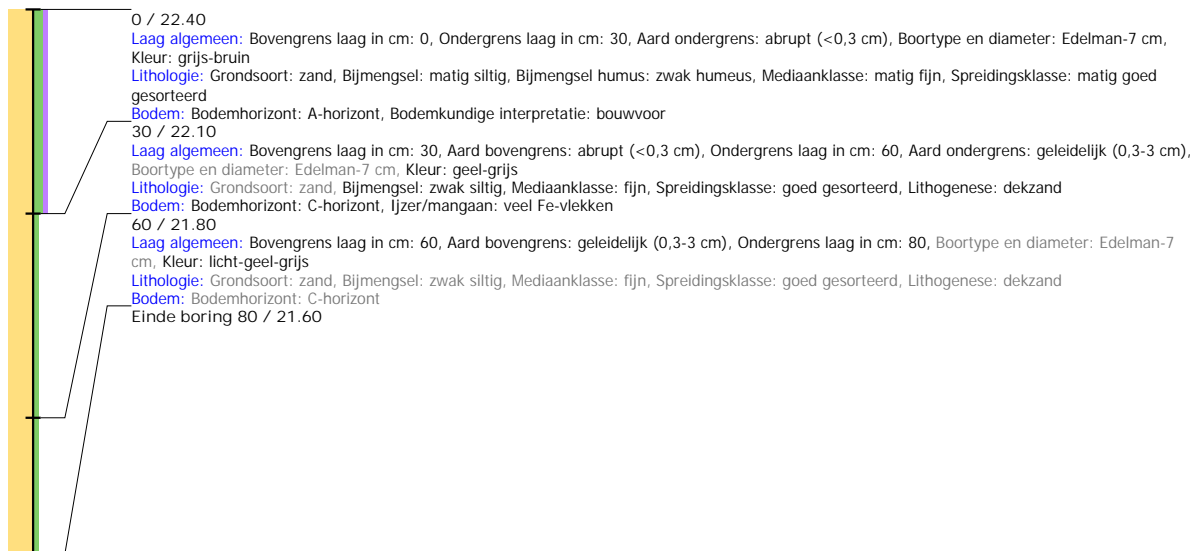 0 / 22.40
Laag algemeen: Bovengrens laag in cm: 0, Ondergrens laag in cm: 30, Aard ondergrens: abrupt (<0,3 cm), Boortype en diameter: Edelman-7 cm,
Kleur: grijs-bruin
Lithologie: Grondsoort: zand, Bijmengsel: matig siltig, Bijmengsel humus: zwak humeus, Mediaanklasse: matig fijn, Spreidingsklasse: matig goed
gesorteerd
Bodem: Bodemhorizont: A-horizont, Bodemkundige interpretatie: bouwvoor
30 / 22.10
Laag algemeen: Bovengrens laag in cm: 30, Aard bovengrens: abrupt (<0,3 cm), Ondergrens laag in cm: 60, Aard ondergrens: geleidelijk (0,3-3 cm),
Boortype en diameter: Edelman-7 cm, Kleur: geel-grijs
Lithologie: Grondsoort: zand, Bijmengsel: zwak siltig, Mediaanklasse: fijn, Spreidingsklasse: goed gesorteerd, Lithogenese: dekzand
Bodem: Bodemhorizont: C-horizont, Ijzer/mangaan: veel Fe-vlekken
60 / 21.80
Laag algemeen: Bovengrens laag in cm: 60, Aard bovengrens: geleidelijk (0,3-3 cm), Ondergrens laag in cm: 80, Boortype en diameter: Edelman-7
cm, Kleur: licht-geel-grijs
Lithologie: Grondsoort: zand, Bijmengsel: zwak siltig, Mediaanklasse: fijn, Spreidingsklasse: goed gesorteerd, Lithogenese: dekzand
Bodem: Bodemhorizont: C-horizont
Einde boring 80 / 21.60